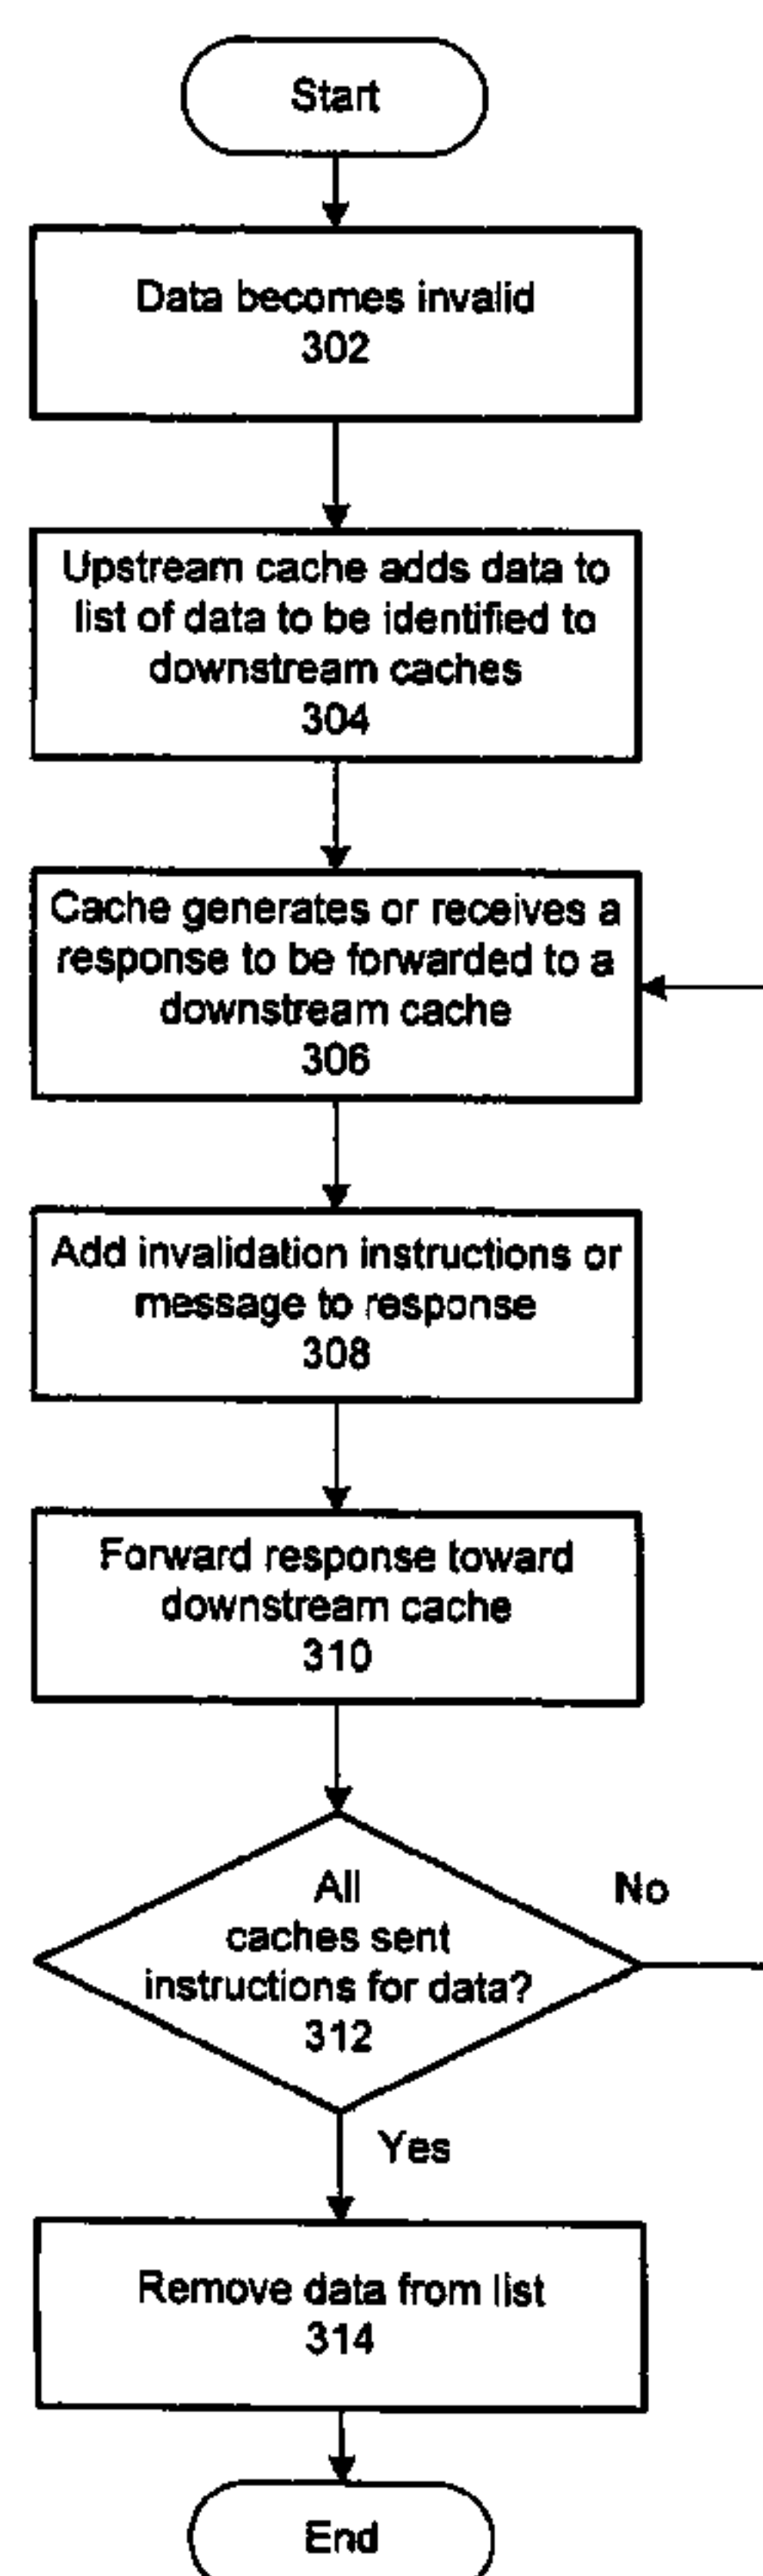 Start
Data becomes invalid
302
Upstream cache adds data to
list of data to be identified to
downstream caches
304
Cache generates or receives a
response to be forwarded to a
downstream cache
306
Add invalidation instructions or
message to response
308
Forward response toward
downstream cache
310
All
caches sent
instructions for data?
312
No
Yes
Remove data from list
314
End